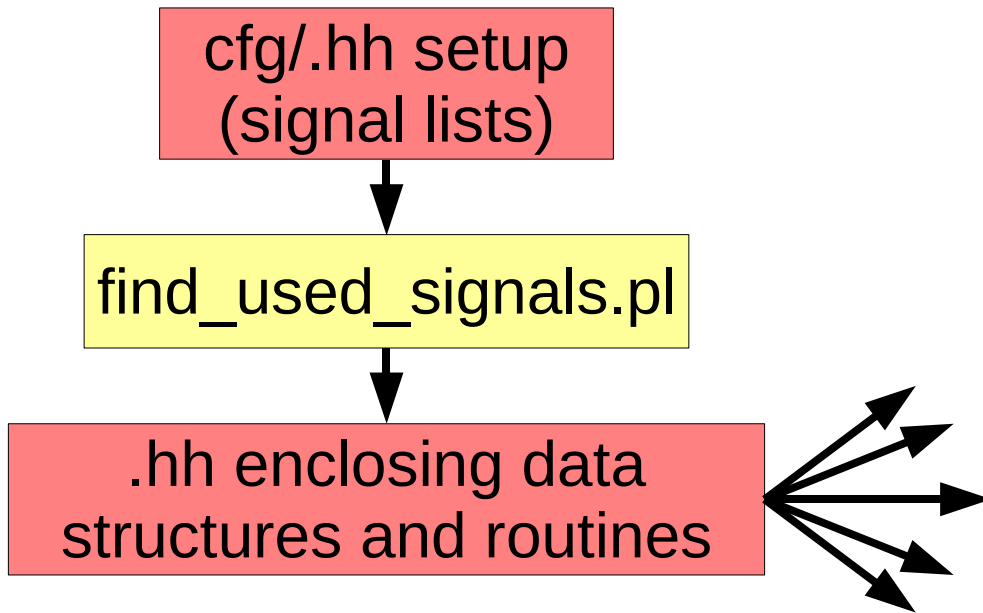 cfg/.hh setup
(signal lists)
find_used_signals.pl
.hh enclosing data
structures and routines